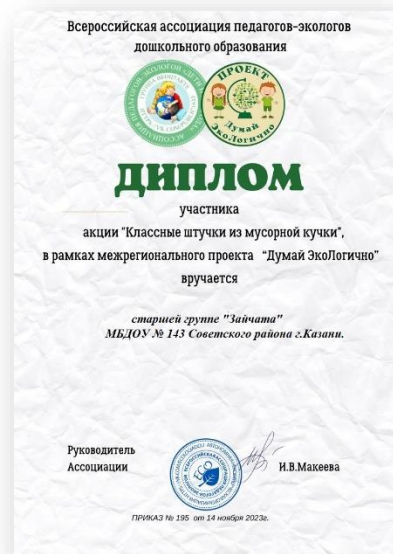 Всероссийская ассоциация педагогов-экологов
дошкольного образования
ПРОЕКТ
Думай
ЭкоЛогично
ДИПЛОМ
участника
акции "Классные штучки из мусорной кучки",
в рамках межрегионального проекта "Думай ЭкоЛогично"
вручается
старшей группе "Зайчата"
МБДОУ № 143 Советского района г.Казани.
Руководитель
Ассоциации
И.В.Макеева
ПРИКАЗ № 195 от 14 ноября 2023г.